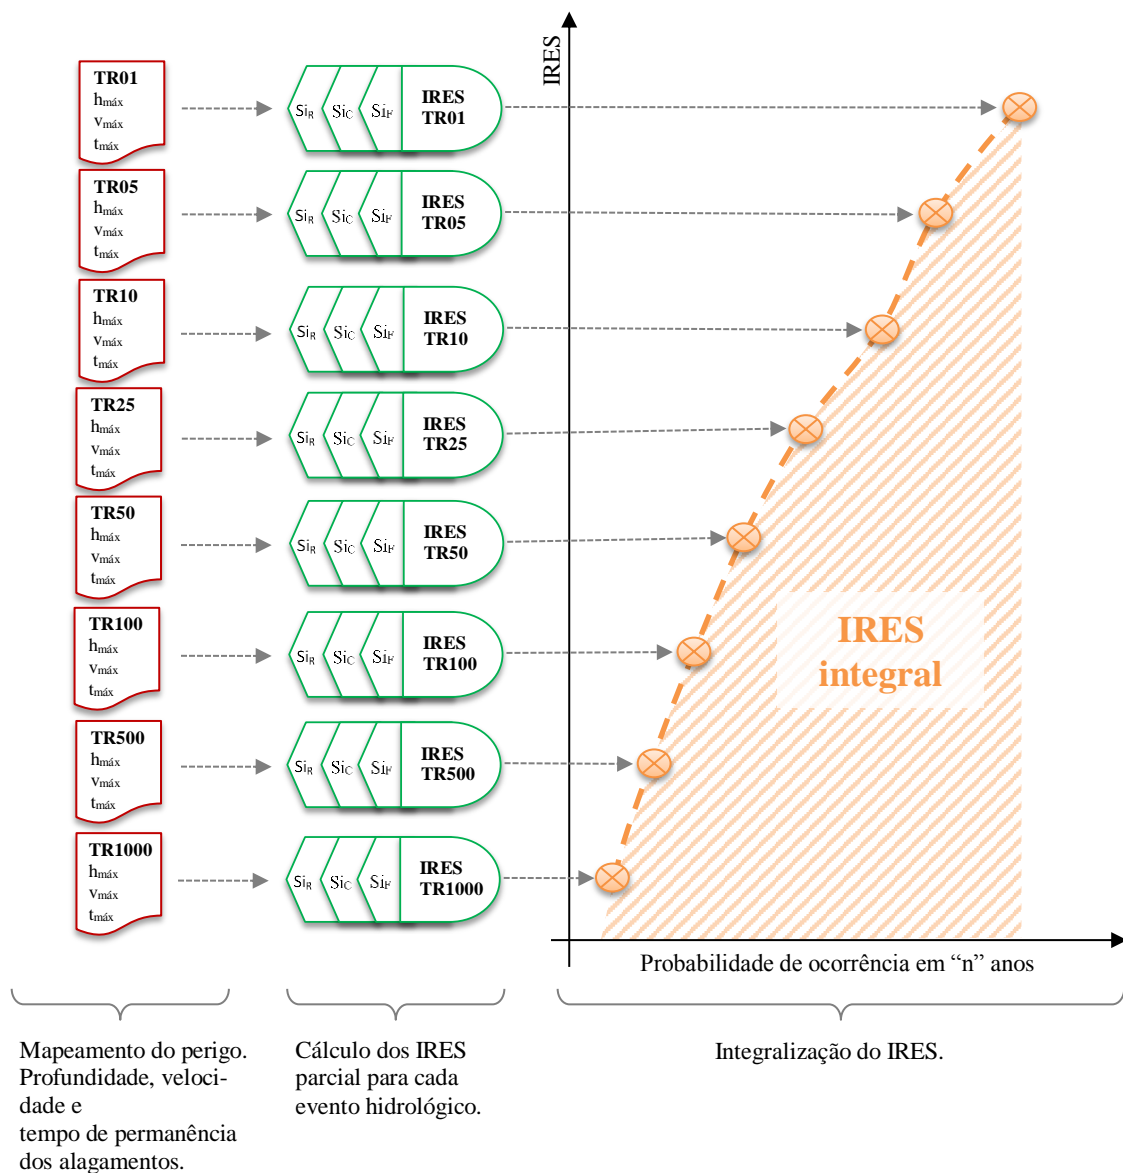 IRES
TR01
hmáx
vmáx
tmáx
SiR SiC SiF IRES
TR01
TR05
hmáx
vmáx
tmáx
SiR SiC SiF IRES
TR05
TR10
hmáx
vmáx
tmáx
SiR SiC SiF IRES
TR10
TR25
hmáx
vmáx
tmáx
SiR SiC SiF IRES
TR25
TR50
hmáx
vmáx
tmáx
SiR SiC SiF IRES
TR50
TR100
hmáx
vmáx
tmáx
SiR SiC SiF IRES
TR100
TR500
hmáx
vmáx
tmáx
SiR SiC SiF IRES
TR500
TR1000
hmáx
vmáx
tmáx
SiR SiC SiF IRES
TR1000
IRES
integral
Probabilidade de ocorrência em “n” anos
Mapeamento do perigo.
Profundidade, veloci-
dade e
tempo de permanência
dos alagamentos.
Cálculo dos IRES
parcial para cada
evento hidrológico.
Integralização do IRES.